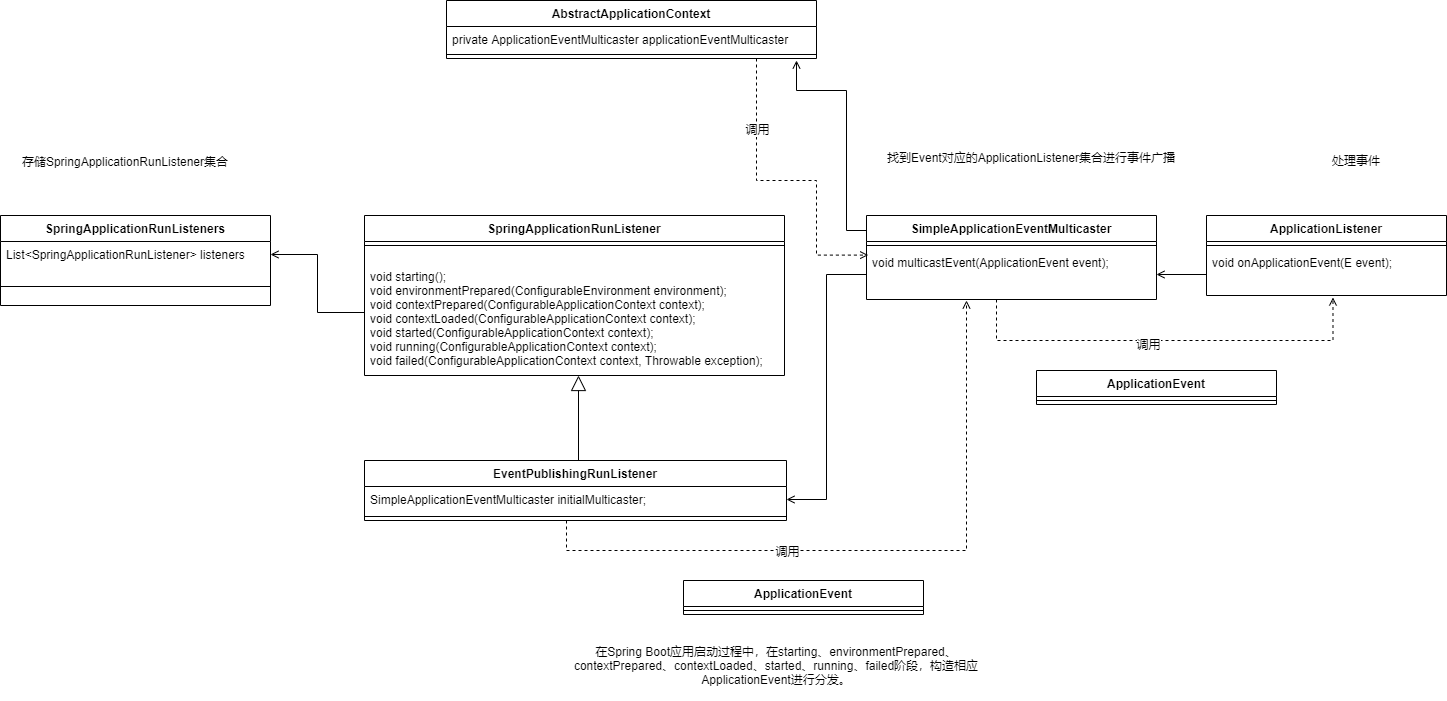 AbstractApplicationContext
private ApplicationEventMulticaster applicationEventMulticaster
调用
存储SpringApplicationRunListener集合
找到Event对应的ApplicationListener集合进行事件广播
处理事件
SpringApplicationRunListeners
List<SpringApplicationRunListener> listeners
SpringApplicationRunListener
void starting();
void environmentPrepared(ConfigurableEnvironment environment);
void contextPrepared(ConfigurableApplicationContext context);
void contextLoaded(ConfigurableApplicationContext context);
void started(ConfigurableApplicationContext context);
void running(ConfigurableApplicationContext context);
void failed(ConfigurableApplicationContext context, Throwable exception);
SimpleApplicationEventMulticaster
void multicastEvent(ApplicationEvent event);
ApplicationListener
void onApplicationEvent(E event);
调用
ApplicationEvent
EventPublishingRunListener
SimpleApplicationEventMulticaster initialMulticaster;
调用
ApplicationEvent
在Spring Boot应用启动过程中，在starting、environmentPrepared、
contextPrepared、contextLoaded、started、running、failed阶段，构造相应
ApplicationEvent进行分发。